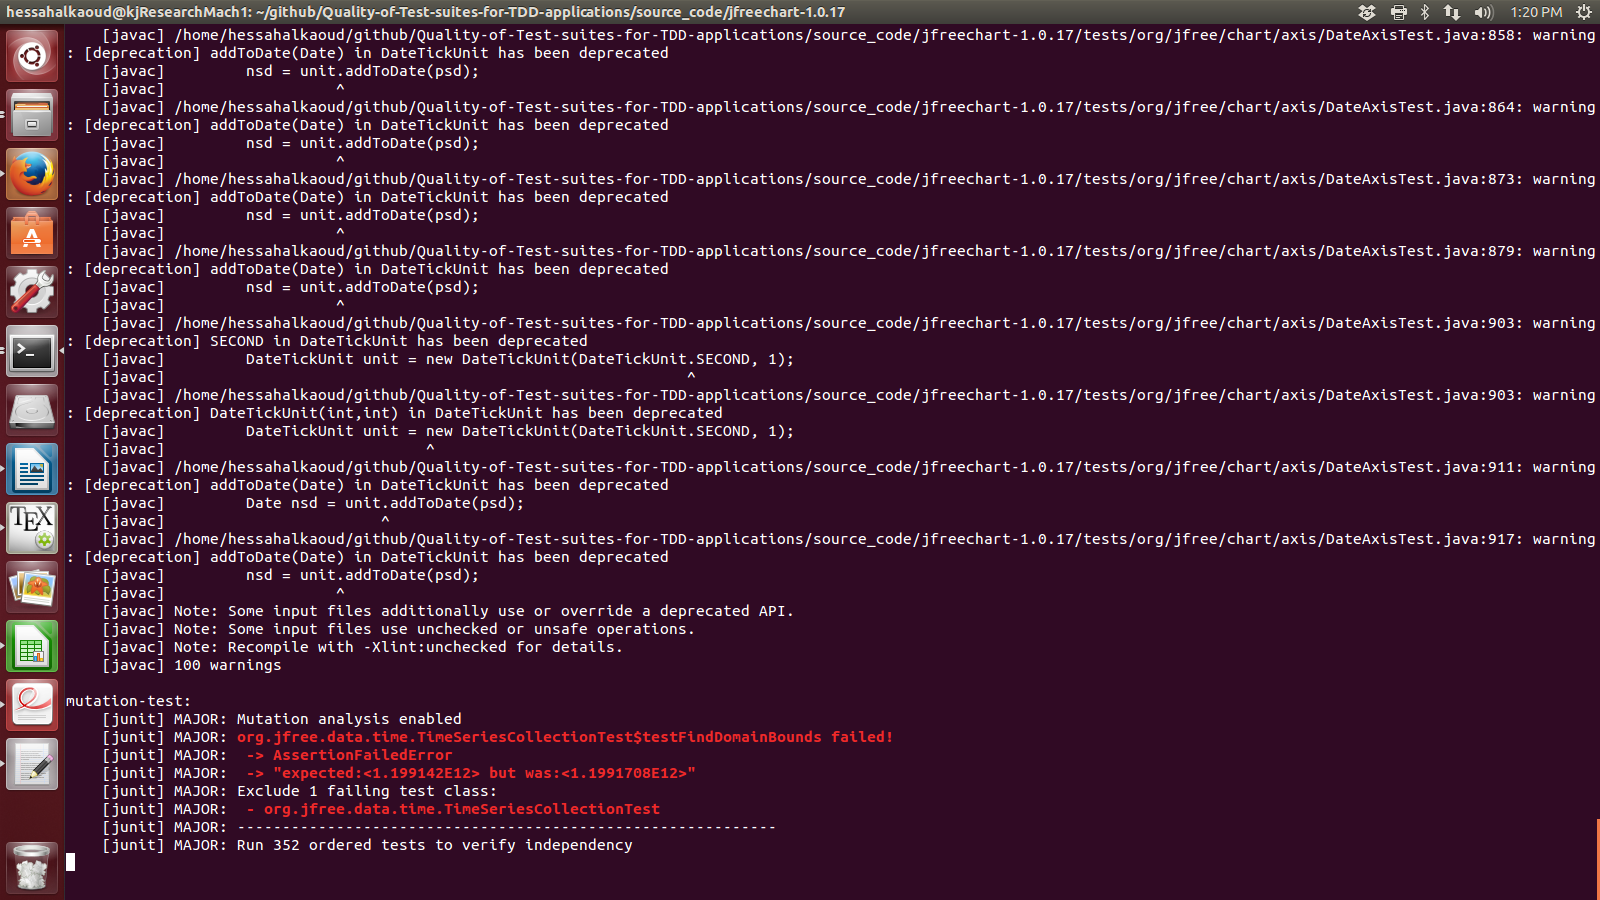 hessahalkaoud@kjResearchMach1: ~/github/Quality-of-Test-suites-for-TDD-applications/source_code/jfreechart-1.0.17
1:20 PM
[javac] /home/hessahalkaoud/github/Quality-of-Test-suites-for-TDD-applications/source_code/jfreechart-1.0.17/tests/org/jfree/chart/axis/DateAxisTest.java:858: warning
: [deprecation] addToDate(Date) in DateTickUnit has been deprecated
[javac]         nsd = unit.addToDate(psd);
[javac]                   ^
[javac] /home/hessahalkaoud/github/Quality-of-Test-suites-for-TDD-applications/source_code/jfreechart-1.0.17/tests/org/jfree/chart/axis/DateAxisTest.java:864: warning
: [deprecation] addToDate(Date) in DateTickUnit has been deprecated
[javac]         nsd = unit.addToDate(psd);
[javac]                   ^
[javac] /home/hessahalkaoud/github/Quality-of-Test-suites-for-TDD-applications/source_code/jfreechart-1.0.17/tests/org/jfree/chart/axis/DateAxisTest.java:873: warning
: [deprecation] addToDate(Date) in DateTickUnit has been deprecated
[javac]         nsd = unit.addToDate(psd);
[javac]                   ^
[javac] /home/hessahalkaoud/github/Quality-of-Test-suites-for-TDD-applications/source_code/jfreechart-1.0.17/tests/org/jfree/chart/axis/DateAxisTest.java:879: warning
: [deprecation] addToDate(Date) in DateTickUnit has been deprecated
[javac]         nsd = unit.addToDate(psd);
[javac]                   ^
[javac] /home/hessahalkaoud/github/Quality-of-Test-suites-for-TDD-applications/source_code/jfreechart-1.0.17/tests/org/jfree/chart/axis/DateAxisTest.java:903: warning
: [deprecation] SECOND in DateTickUnit has been deprecated
[javac]         DateTickUnit unit = new DateTickUnit(DateTickUnit.SECOND, 1);
[javac]                                                          ^
[javac] /home/hessahalkaoud/github/Quality-of-Test-suites-for-TDD-applications/source_code/jfreechart-1.0.17/tests/org/jfree/chart/axis/DateAxisTest.java:903: warning
: [deprecation] DateTickUnit(int,int) in DateTickUnit has been deprecated
[javac]         DateTickUnit unit = new DateTickUnit(DateTickUnit.SECOND, 1);
[javac]                             ^
[javac] /home/hessahalkaoud/github/Quality-of-Test-suites-for-TDD-applications/source_code/jfreechart-1.0.17/tests/org/jfree/chart/axis/DateAxisTest.java:911: warning
: [deprecation] addToDate(Date) in DateTickUnit has been deprecated
[javac]         Date nsd = unit.addToDate(psd);
[javac]                        ^
[javac] /home/hessahalkaoud/github/Quality-of-Test-suites-for-TDD-applications/source_code/jfreechart-1.0.17/tests/org/jfree/chart/axis/DateAxisTest.java:917: warning
: [deprecation] addToDate(Date) in DateTickUnit has been deprecated
[javac]         nsd = unit.addToDate(psd);
[javac]                   ^
[javac] Note: Some input files additionally use or override a deprecated API.
[javac] Note: Some input files use unchecked or unsafe operations.
[javac] Note: Recompile with -Xlint:unchecked for details.
[javac] 100 warnings
TEX
mutation-test:
[junit] MAJOR: Mutation analysis enabled
[junit] MAJOR: org.jfree.data.time.TimeSeriesCollectionTest$testFindDomainBounds failed!
[junit] MAJOR:  -> AssertionFailedError
[junit] MAJOR:  -> "expected:<1.199142E12> but was:<1.1991708E12>"
[junit] MAJOR: Exclude 1 failing test class:
[junit] MAJOR:  - org.jfree.data.time.TimeSeriesCollectionTest
[junit] MAJOR: ------------------------------------------------------------
[junit] MAJOR: Run 352 ordered tests to verify independency